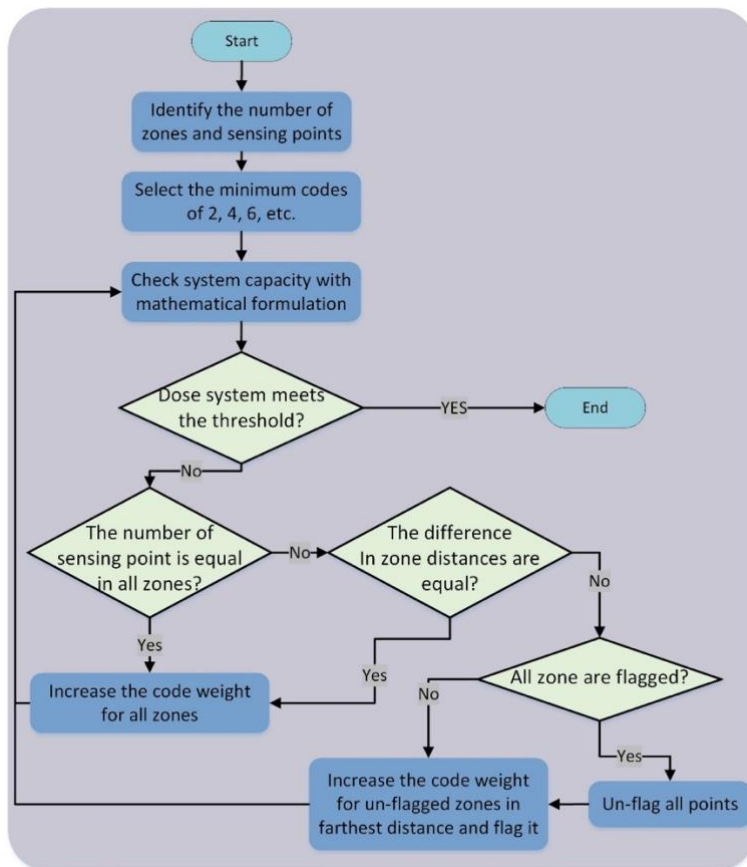 Start
Identify the number of
zones and sensing points
Select the minimum codes
of 2, 4, 6, etc.
Check system capacity with
mathematical formulation
Dose system meets
the threshold?
YES
End
No
The number of
sensing point is equal
in all zones?
No
The difference
In zone distances are
equal?
No
Yes
Yes
Increase the code weight
for all zones
All zone are flagged?
No
Yes
Increase the code weight
for un-flagged zones in
farthest distance and flag it
Un-flag all points